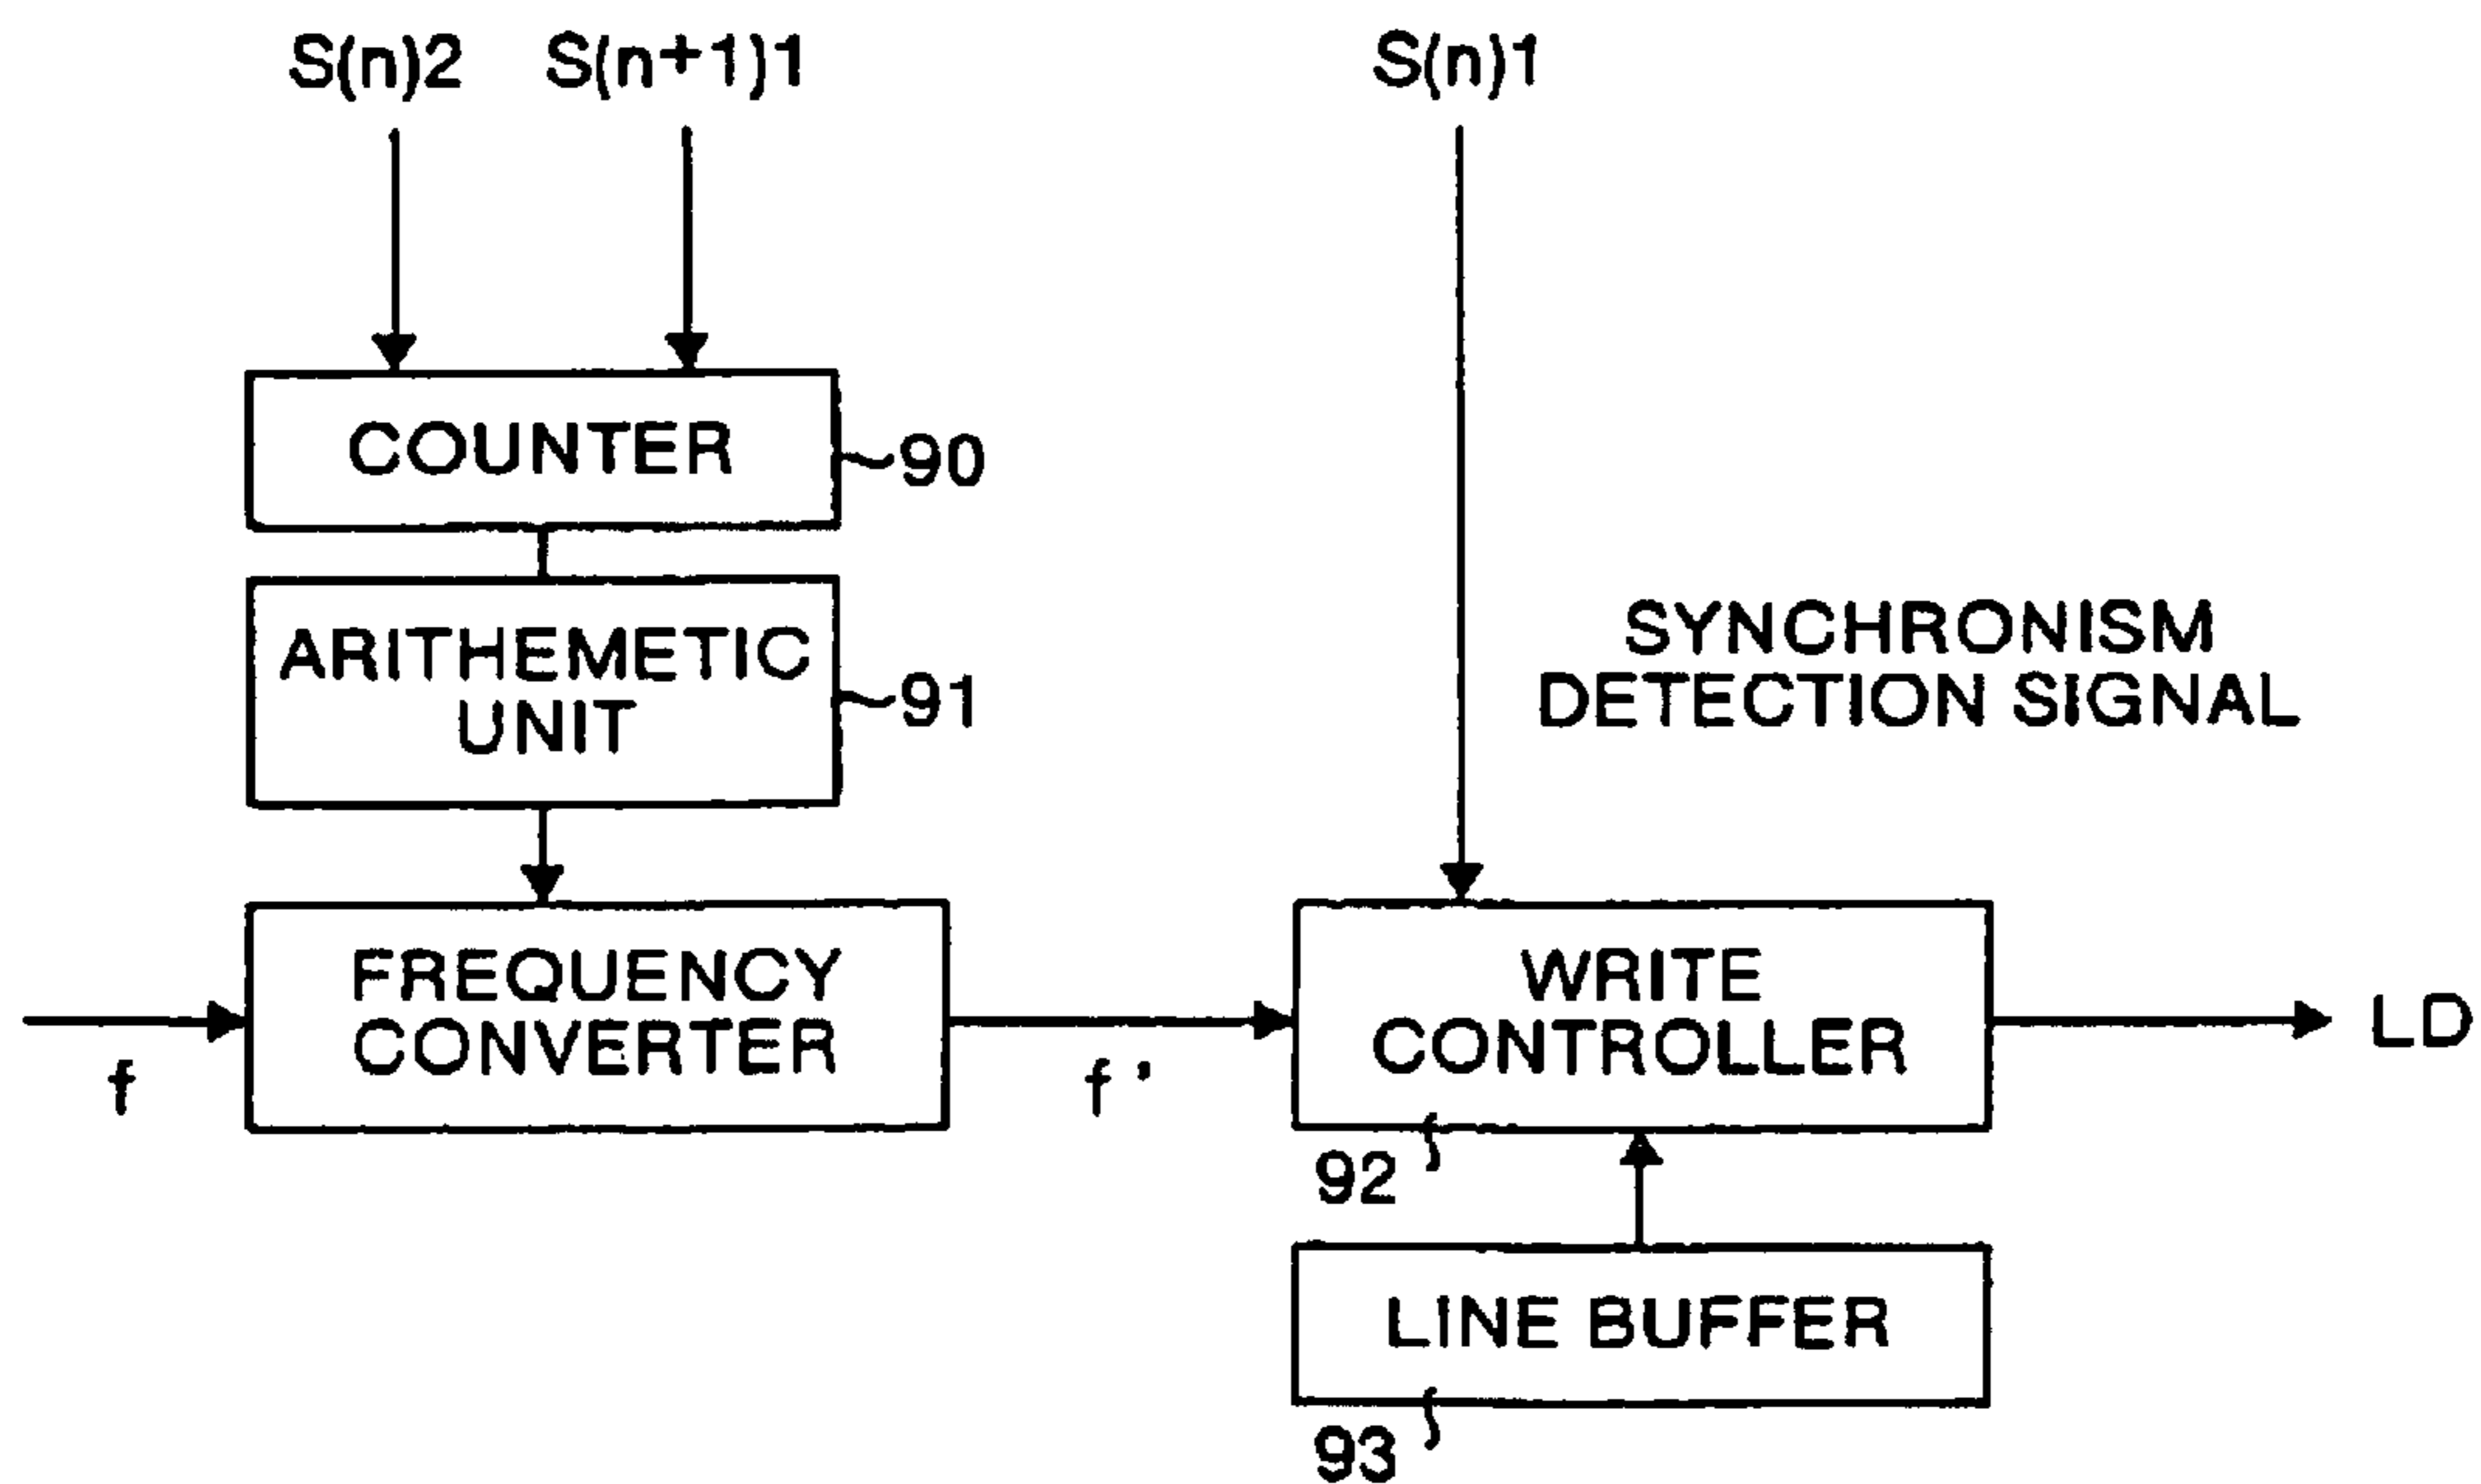 S(n)2 S(n+1)1 S(n)1
COUNTER
90
ARITHEMETIC
UNIT
91
SYNCHRONISM
DETECTION SIGNAL
f
FREQUENCY
CONVERTER
f'
WRITE
CONTROLLER
LD
92
LINE BUFFER
93